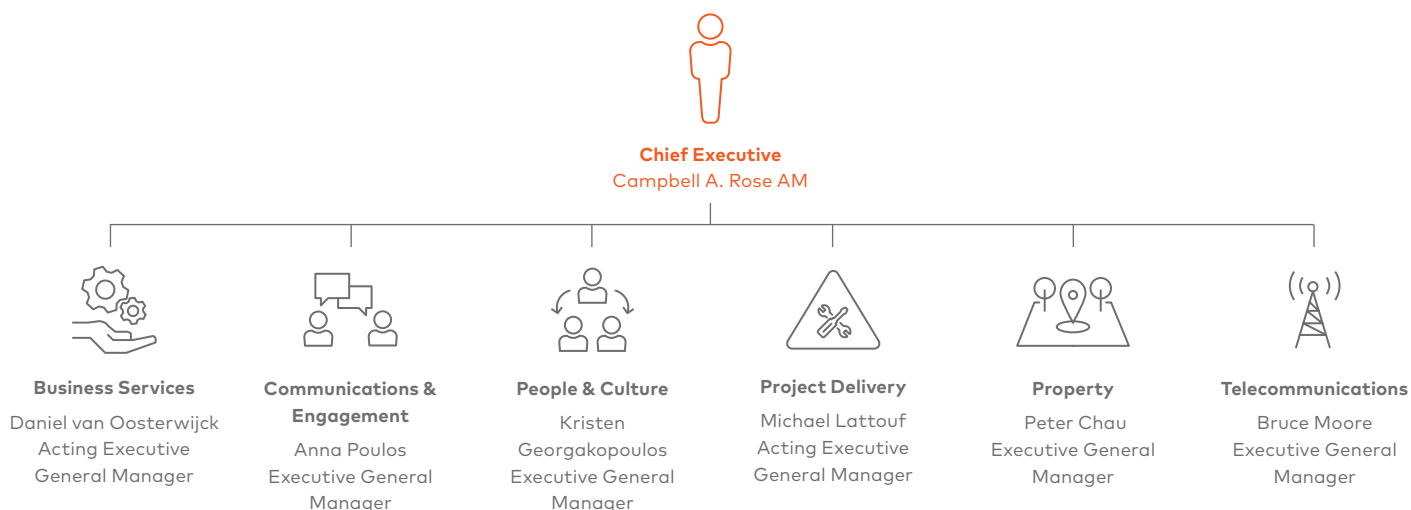 Chief Executive
Campbell A. Rose AM
Business Services
Daniel van Oosterwijck
Acting Executive
General Manager
Communications &
Engagement
Anna Poulos
Executive General
Manager
People & Culture
Kristen
Georgakopoulos
Executive General
Manager
Project Delivery
Michael Lattouf
Acting Executive
General Manager
Property
Peter Chau
Executive General
Manager
Telecommunications
Bruce Moore
Executive General
Manager